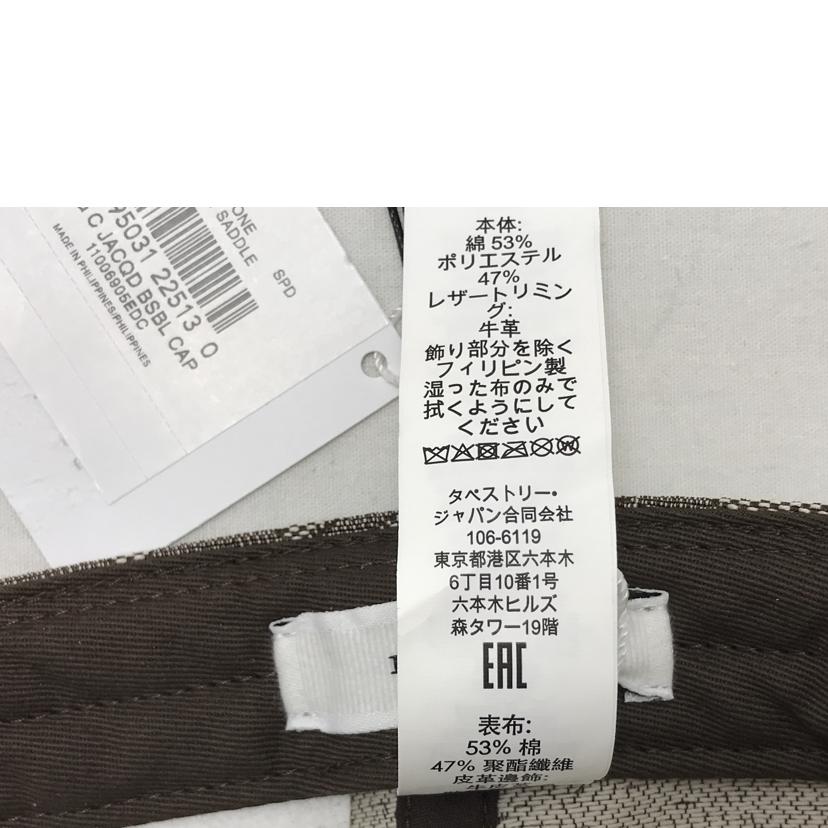 ONE
SADDLE SPD
95031 22513 0
C JACQD BSBL CAP
11006905EDC
MADE IN PHILIPPINES/PHILIPPINES
本体:
綿 53%
ポリエステル
47%
レザートリミン
グ:
牛革
飾り部分を除く
フィリピン製
湿った布のみで
拭くようにして
ください
タペストリー・
ジャパン合同会社
106-6119
東京都港区六本木
6丁目10番1号
六本木ヒルズ
森タワー19階
EAC
表布:
53% 棉
47% 聚酯纖維
皮革邊飾: